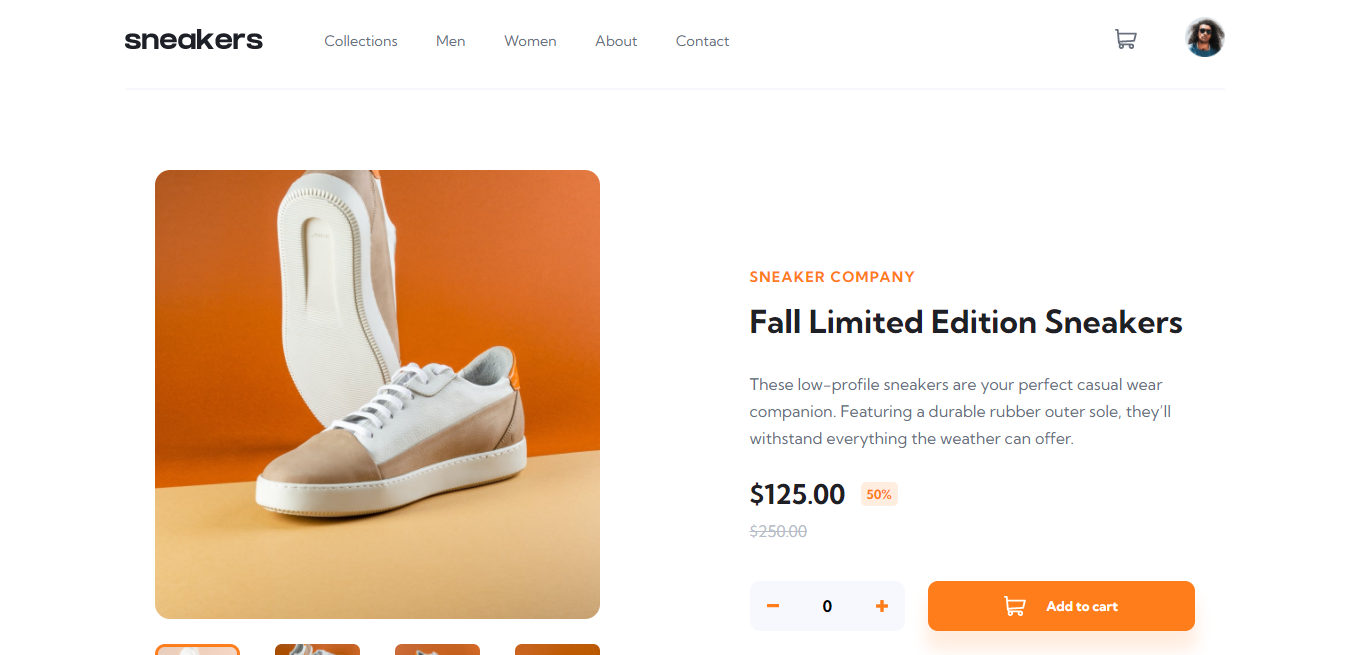 sneakers
Collections
Men
Women
About
Contact
SNEAKER COMPANY
Fall Limited Edition Sneakers
These low-profile sneakers are your perfect casual wear
companion. Featuring a durable rubber outer sole, they'll
withstand everything the weather can offer.
$125.00 50%
$250.00
0
Add to cart